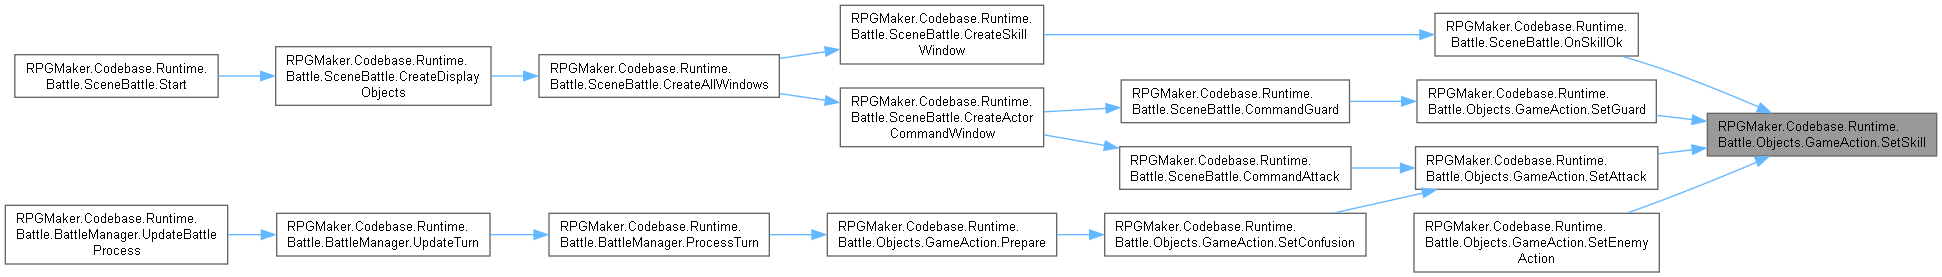 RPGMaker.Codebase.Runtime.
Battle.SceneBattle.Start
RPGMaker.Codebase.Runtime.
Battle.SceneBattle.CreateDisplay
Objects
RPGMaker.Codebase.Runtime.
Battle.SceneBattle.CreateAllWindows
RPGMaker.Codebase.Runtime.
Battle.SceneBattle.CreateSkill
Window
RPGMaker.Codebase.Runtime.
Battle.SceneBattle.OnSkillOk
RPGMaker.Codebase.Runtime.
Battle.SceneBattle.CreateActor
CommandWindow
RPGMaker.Codebase.Runtime.
Battle.SceneBattle.CommandGuard
RPGMaker.Codebase.Runtime.
Battle.Objects.GameAction.SetGuard
RPGMaker.Codebase.Runtime.
Battle.Objects.GameAction.SetSkill
RPGMaker.Codebase.Runtime.
Battle.SceneBattle.CommandAttack
RPGMaker.Codebase.Runtime.
Battle.Objects.GameAction.SetAttack
RPGMaker.Codebase.Runtime.
Battle.BattleManager.UpdateBattle
Process
RPGMaker.Codebase.Runtime.
Battle.BattleManager.UpdateTurn
RPGMaker.Codebase.Runtime.
Battle.BattleManager.ProcessTurn
RPGMaker.Codebase.Runtime.
Battle.Objects.GameAction.Prepare
RPGMaker.Codebase.Runtime.
Battle.Objects.GameAction.SetConfusion
RPGMaker.Codebase.Runtime.
Battle.Objects.GameAction.SetEnemy
Action